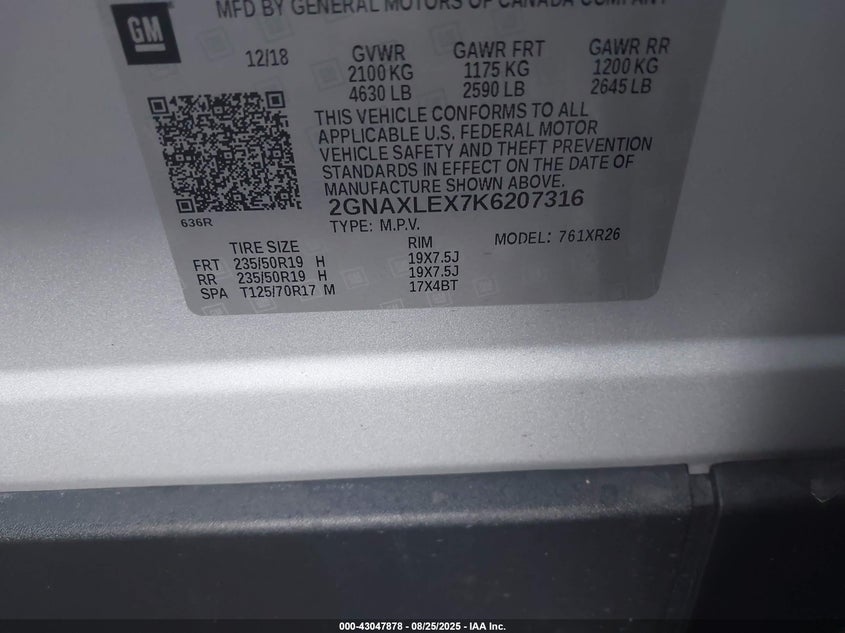 MFD BY GENERAL MOTORS OF CANADA COMPANY
GM
12/18
GVWR GAWR FRT GAWR RR
2100 KG 1175 KG 1200 KG
4630 LB 2590 LB 2645 LB
THIS VEHICLE CONFORMS TO ALL
APPLICABLE U.S. FEDERAL MOTOR
VEHICLE SAFETY AND THEFT PREVENTION
STANDARDS IN EFFECT ON THE DATE OF
MANUFACTURE SHOWN ABOVE.
2GNAXLEX7K6207316
636R
TYPE: M.P.V.
MODEL: 761XR26
TIRE SIZE RIM
FRT 235/50R19 H 19X7.5J
RR 235/50R19 H 19X7.5J
SPA T125/70R17 M 17X4BT
000-43047878 - 08/25/2025 - IAA Inc.